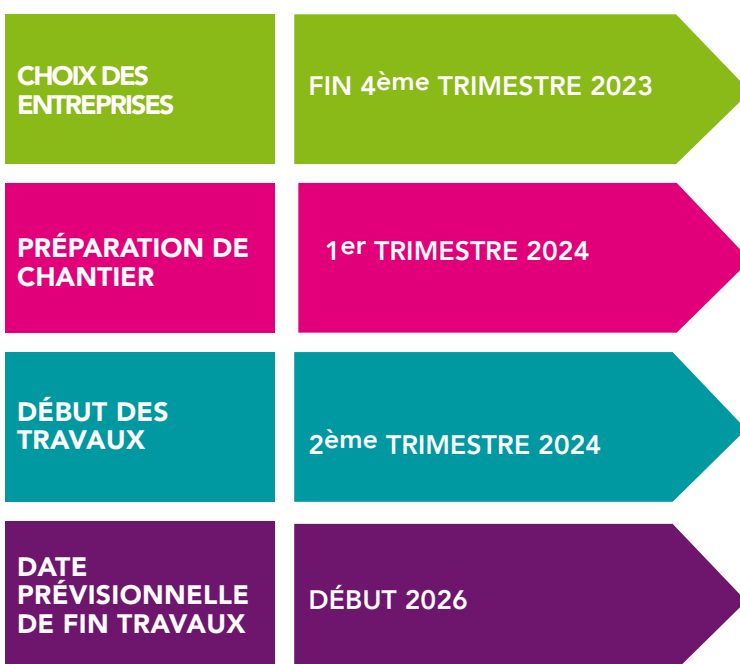 CHOIX DES
ENTREPRISES
FIN 4ème TRIMESTRE 2023
PRÉPARATION DE
CHANTIER
1er TRIMESTRE 2024
DÉBUT DES
TRAVAUX
2ème TRIMESTRE 2024
DATE
PRÉVISIONNELLE
DE FIN TRAVAUX
DÉBUT 2026